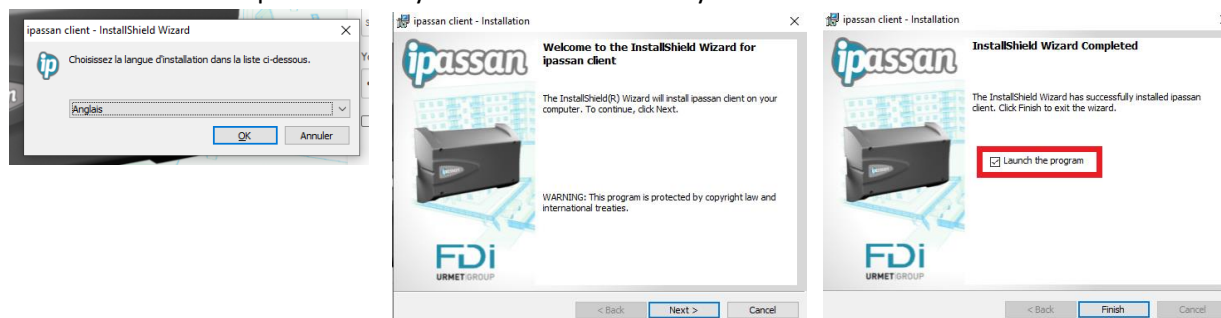 ipassan client - InstallShield Wizard
Choisissez la langue d'installation dans la liste ci-dessous.
Anglais
OK
Annuler
ipassan client - Installation
ipassan
Welcome to the InstallShield Wizard for
ipassan client
The InstallShield(R) Wizard will install ipassan client on your
computer. To continue, click Next.
WARNING: This program is protected by copyright law and
international treaties.
FDi
URMET GROUP
< Back
Next >
Cancel
ipassan client - Installation
ipassan
InstallShield Wizard Completed
The InstallShield Wizard has successfully installed ipassan
client. Click Finish to exit the wizard.
Launch the program
FDi
URMET GROUP
< Back
Finish
Cancel